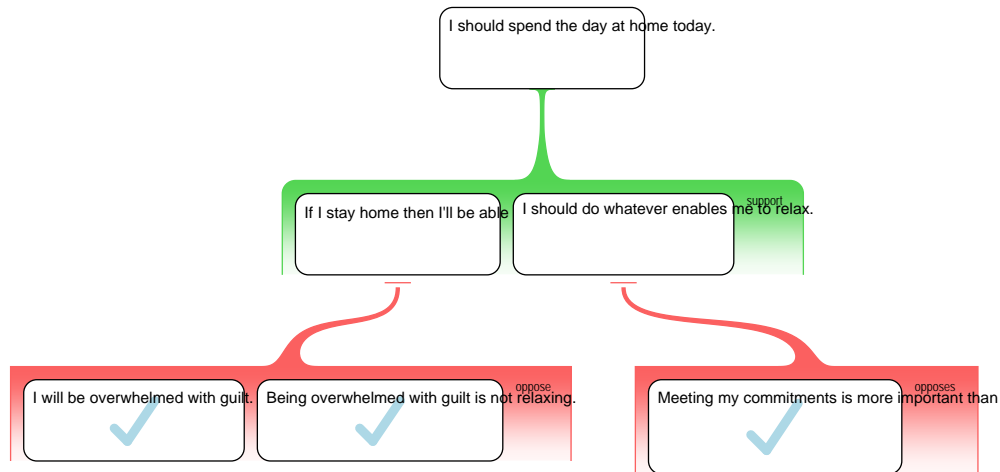 I should spend the day at home today.
If I stay home then I'll be able
I should do whatever enables me to relax.
support
I will be overwhelmed with guilt.
Being overwhelmed with guilt is not relaxing.
oppose
Meeting my commitments is more important than
opposes